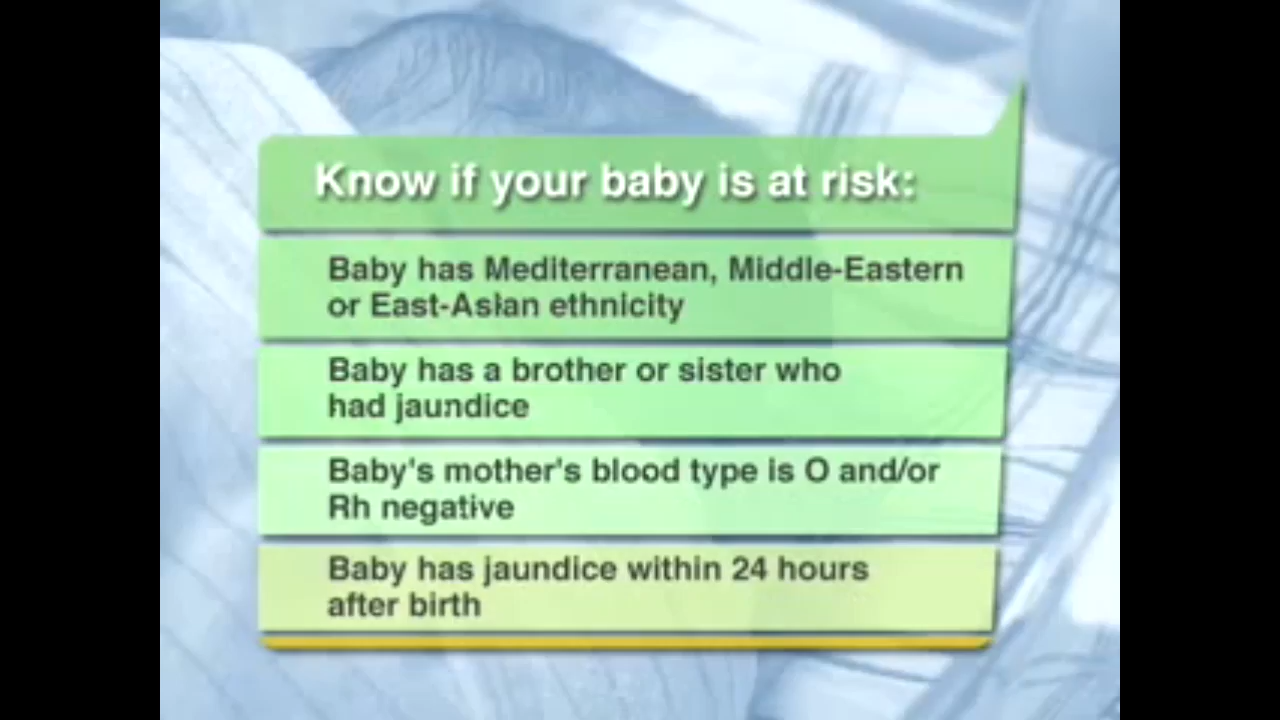 Know if your baby is at risk:
Baby has Mediterranean, Middle-Eastern
or East-Asian ethnicity
Baby has a brother or sister who
had jaundice
Baby's mother's blood type is O and/or
Rh negative
Baby has jaundice within 24 hours
after birth